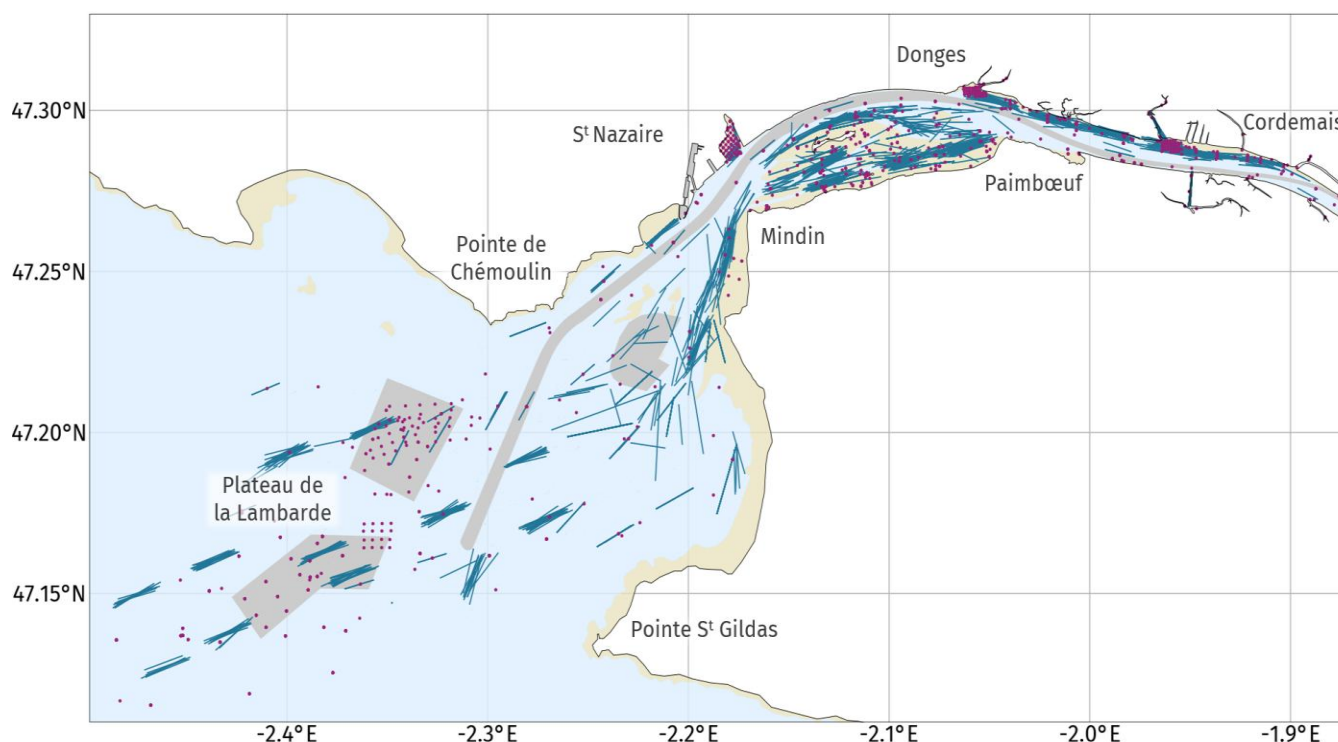 Donges
47.30°N
Sᵗ Nazaire
Cordemais
Paimbœuf
Pointe de
Chémoulin
Mindin
47.25°N
47.20°N
Plateau de
la Lambarde
47.15°N
Pointe Sᵗ Gildas
-2.4°E
-2.3°E
-2.2°E
-2.1°E
-2.0°E
-1.9°E